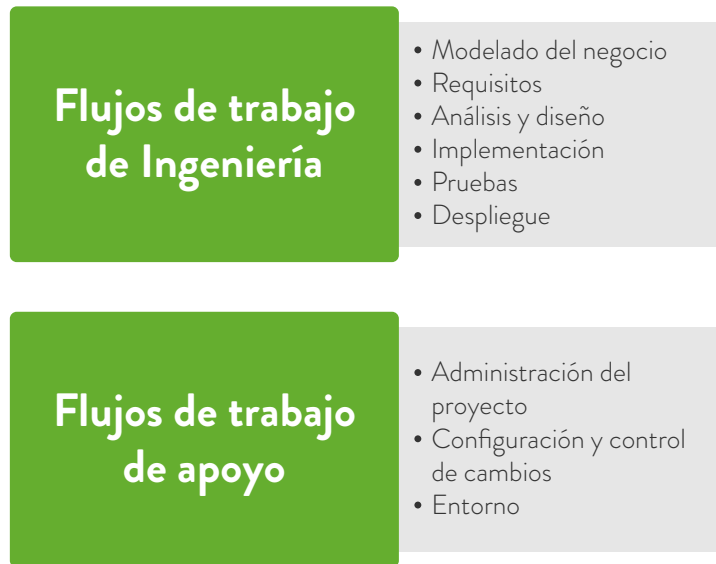 Flujos de trabajo
de Ingeniería
• Modelado del negocio
• Requisitos
• Análisis y diseño
• Implementación
• Pruebas
• Despliegue
Flujos de trabajo
de apoyo
• Administración del
proyecto
• Configuración y control
de cambios
• Entorno